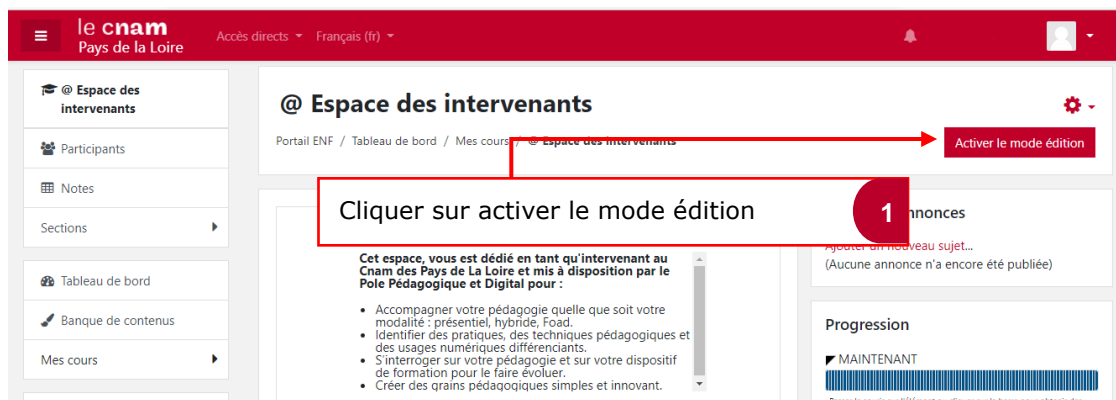 le cnam
Pays de la Loire
Accès directs
Français (fr)
@ Espace des
intervenants
Participants
Notes
Sections
Tableau de bord
Banque de contenus
Mes cours
@ Espace des intervenants
Portail ENF / Tableau de bord / Mes cours / @ Espace des intervenants
Activer le mode édition
Cliquer sur activer le mode édition
1
Cet espace, vous est dédié en tant qu'intervenant au
Cnam des Pays de La Loire et mis à disposition par le
Pole Pédagogique et Digital pour :
• Accompagner votre pédagogie quelle que soit votre
modalité : présentiel, hybride, Foad.
• Identifier des pratiques, des techniques pédagogiques et
des usages numériques différenciants.
• S'interroger sur votre pédagogie et sur votre dispositif
de formation pour le faire évoluer.
• Créer des grains pédagogiques simples et innovant.
nnonces
Ajouter un nouveau sujet...
(Aucune annonce n'a encore été publiée)
Progression
MAINTENANT